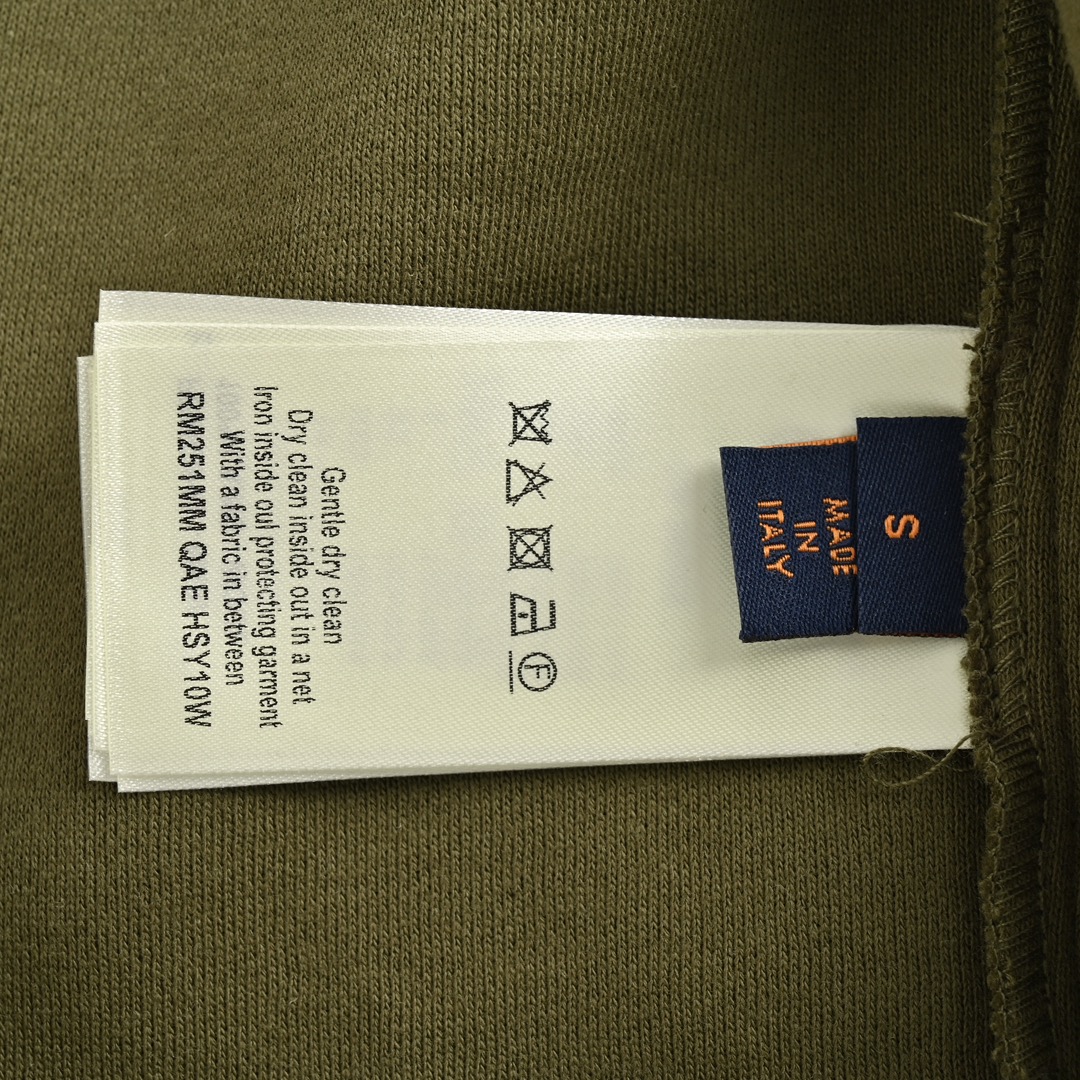 Gentle dry clean
Dry clean inside out in a net
Iron inside out protecting garment
With a fabric in between
RM251MM QAE HSY10W
F
S
MADE
IN
ITALY